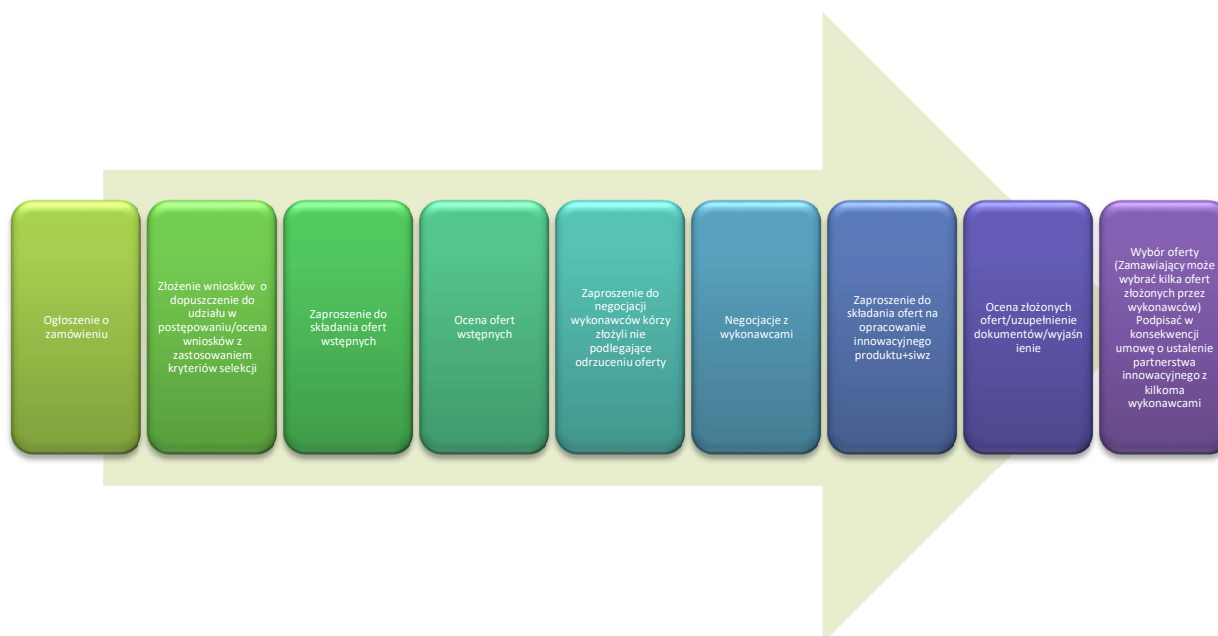 Ogłoszenie o
zamówieniu
Złożenie wniosków o
dopuszczenie do
udziału w
postępowaniu/ocena
wniosków z
zastosowaniem
kryteriów selekcji
Zaproszenie do
składania ofert
wstępnych
Ocena ofert
wstępnych
Zaproszenie do
negocjacji
wykonawców kórzy
złożyli nie
podlegające
odrzuceniu oferty
Negocjacje z
wykonawcami
Zaproszenie do
składania ofert na
opracowanie
innowacyjnego
produktu+siwz
Ocena złożonych
ofert/uzupełnienie
dokumentów/wyjaśn
ienie
Wybór oferty
(Zamawiający może
wybrać kilka ofert
złożonych przez
wykonawców)
Podpisać w
konsekwencji
umowę o ustalenie
partnerstwa
innowacyjnego z
kilkoma
wykonawcami